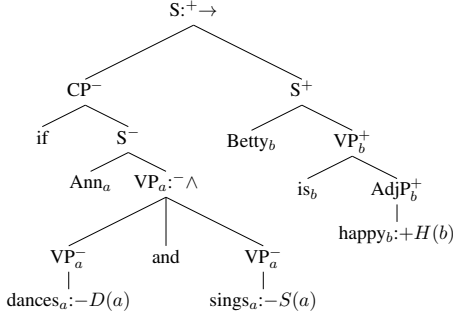 S:⁺→
CP⁻ S⁺
if S⁻ Betty_b VP_b⁺
Ann_a VP_a:⁻∧ is_b AdjP_b⁺
happy_b:+H(b)
VP_a⁻ and VP_a⁻
dances_a:−D(a) sings_a:−S(a)